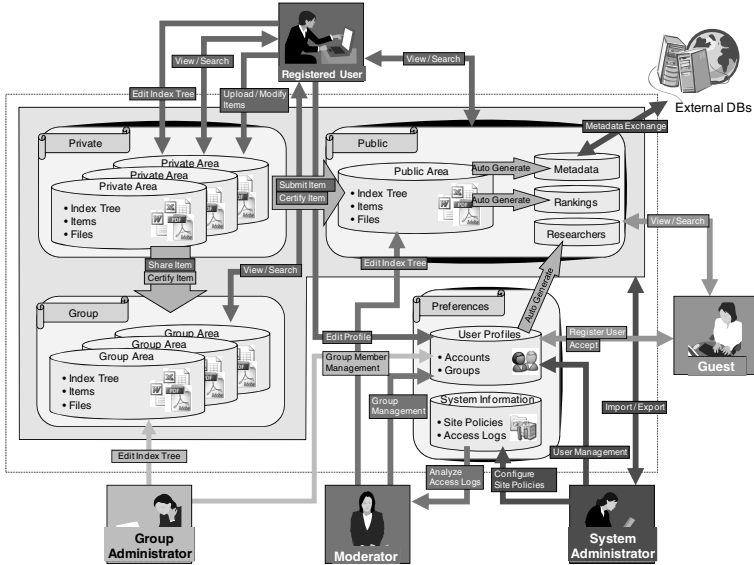 View / Search
Registered User
View / Search
Edit Index Tree
Upload / Modify
Items
External DBs
Metadata Exchange
Private
Private Area
Private Area
Private Area
• Index Tree
• Items
• Files
Submit Item
Certify Item
Public
Public Area
• Index Tree
• Items
• Files
Auto Generate
Metadata
Auto Generate
Rankings
Researchers
View / Search
Share Item
Certify Item
View / Search
Edit Index Tree
Auto Generate
Group
Group Area
Group Area
Group Area
• Index Tree
• Items
• Files
Preferences
User Profiles
• Accounts
• Groups
Edit Profile
Group Member
Management
Register User
Accept
Guest
Group
Management
System Information
• Site Policies
• Access Logs
Import / Export
User Management
Edit Index Tree
Analyze
Access Logs
Configure
Site Policies
Group
Administrator
Moderator
System
Administrator